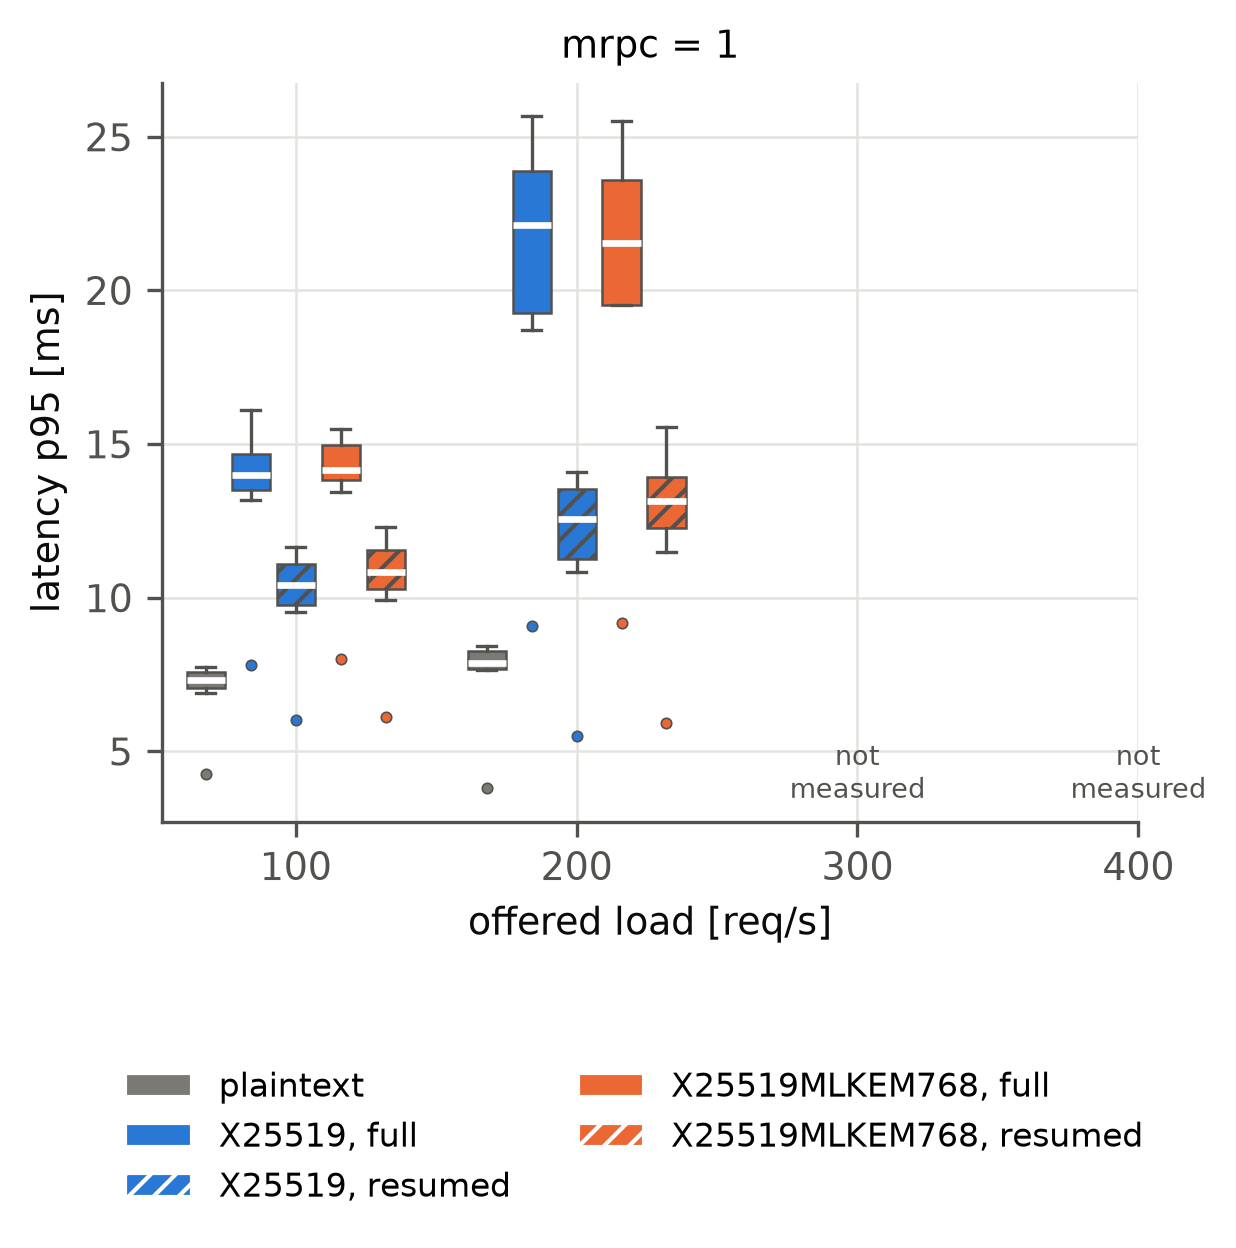 mrpc = 1
latency p95 [ms]
25
20
15
10
5
not
measured
not
measured
100
200
300
400
offered load [req/s]
plaintext
X25519, full
X25519, resumed
X25519MLKEM768, full
X25519MLKEM768, resumed